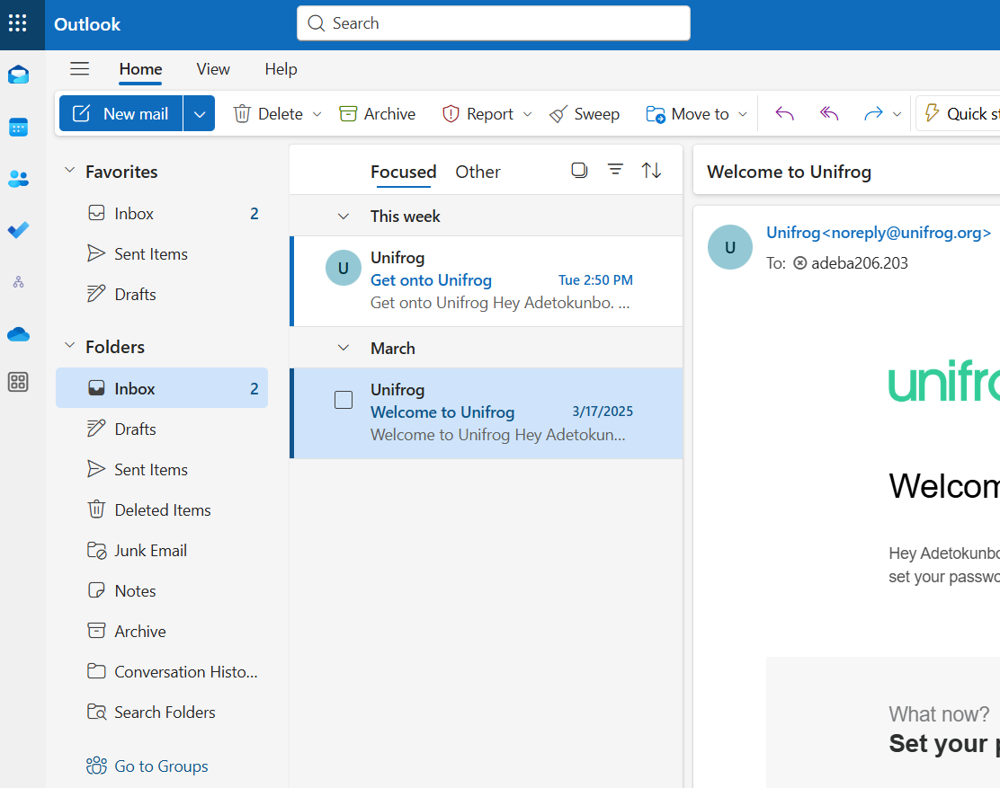 Outlook
Search
Home View Help
New mail Delete Archive Report Sweep Move to Quick
Favorites
Inbox 2
Sent Items
Drafts
Folders
Inbox 2
Drafts
Sent Items
Deleted Items
Junk Email
Notes
Archive
Conversation Histo...
Search Folders
Go to Groups
Focused Other
This week
U
Unifrog
Get onto Unifrog Tue 2:50 PM
Get onto Unifrog Hey Adetokunbo. ...
March
Unifrog
Welcome to Unifrog 3/17/2025
Welcome to Unifrog Hey Adetokun...
Welcome to Unifrog
U
Unifrog<noreply@unifrog.org>
To: adeba206.203
unifro
Welcom
Hey Adetokunbo
set your passwo
What now?
Set your